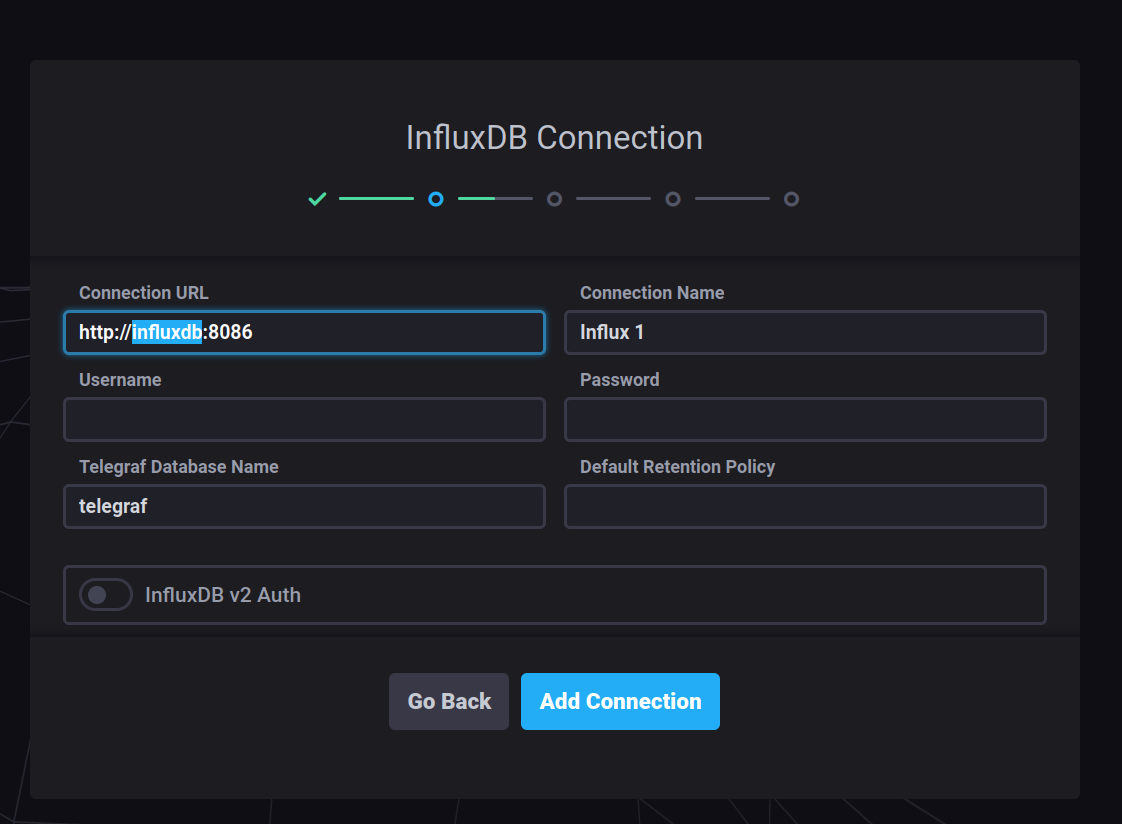 InfluxDB Connection
Connection URL
Connection Name
http://influxdb:8086
Influx 1
Username
Password
Telegraf Database Name
Default Retention Policy
telegraf
InfluxDB v2 Auth
Go Back
Add Connection